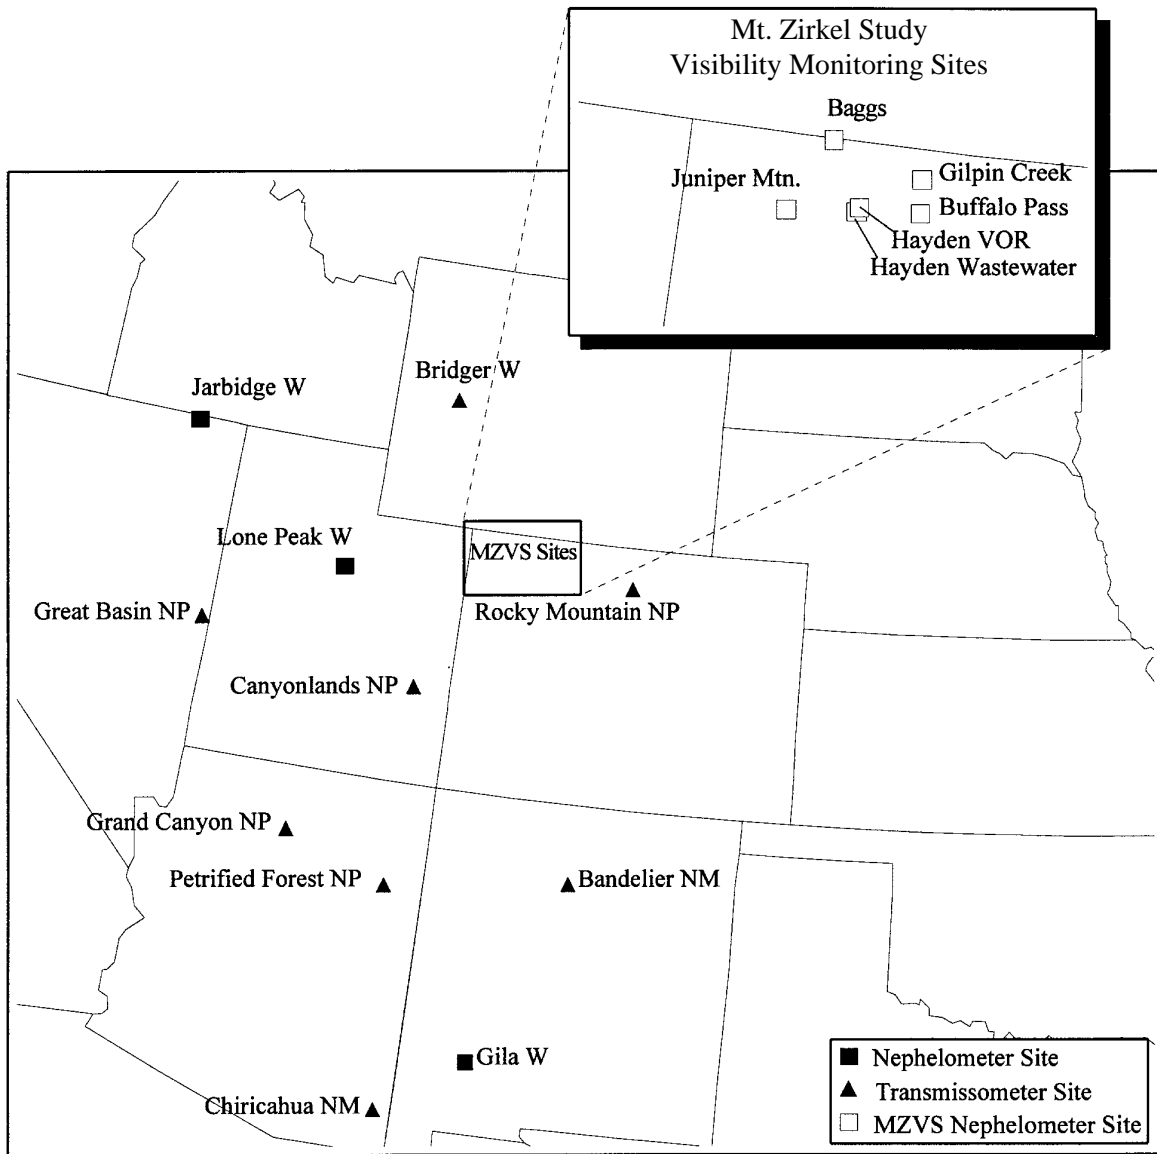 Mt. Zirkel Study
Visibility Monitoring Sites
Baggs
Juniper Mtn.
Gilpin Creek
Buffalo Pass
Hayden VOR
Hayden Wastewater
Bridger W
Jarbidge W
Lone Peak W
MZVS Sites
Great Basin NP
Rocky Mountain NP
Canyonlands NP
Grand Canyon NP
Petrified Forest NP
Bandelier NM
Gila W
Chiricahua NM
Nephelometer Site
Transmissometer Site
MZVS Nephelometer Site